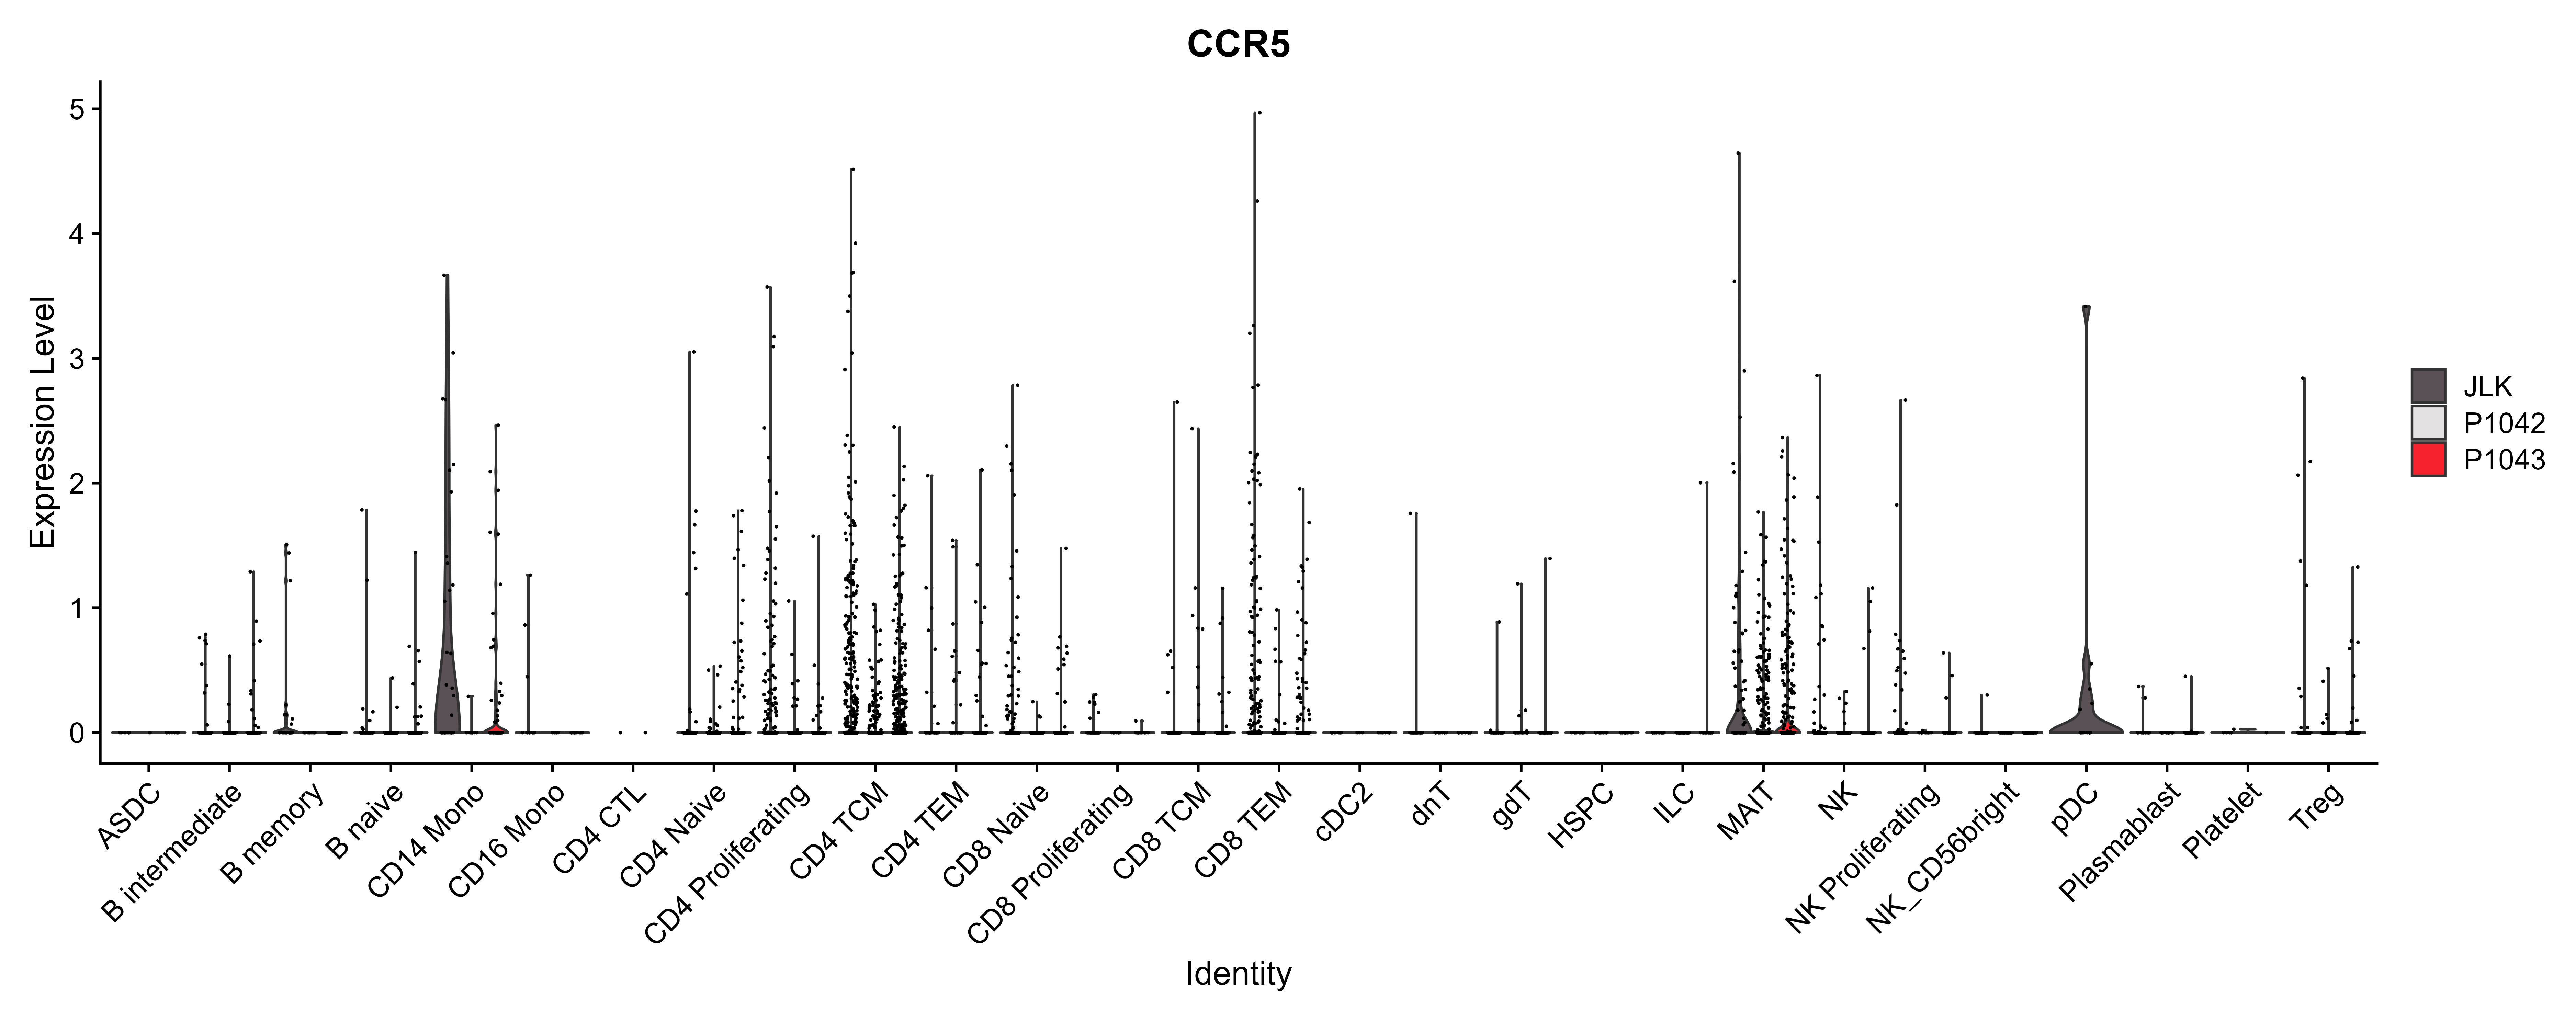 CCR5
Expression Level
5
4
3
2
1
0
ASDC
B intermediate
B memory
B naive
CD14 Mono
CD16 Mono
CD4 CTL
CD4 Naive
CD4 Proliferating
CD4 TCM
CD4 TEM
CD8 Naive
CD8 Proliferating
CD8 TCM
CD8 TEM
cDC2
dnT
gdT
HSPC
ILC
MAIT
NK
NK Proliferating
NK_CD56bright
pDC
Plasmablast
Platelet
Treg
Identity
JLK
P1042
P1043